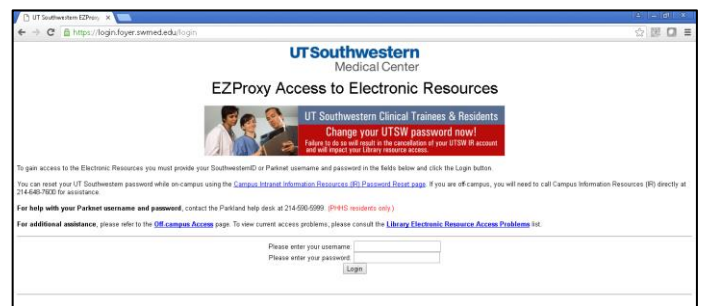 UT Southwestern EZProxy
https://login.foyer.swmed.edu/login
UTSouthwestern
Medical Center
EZProxy Access to Electronic Resources
UT Southwestern Clinical Trainees & Residents
Change your UTSW password now!
Failure to do so will result in the cancellation of your UTSW IR account
and will impact your Library resource access.
To gain access to the Electronic Resources you must provide your SouthwesternID or Parknet username and password in the fields below and click the Login button.
You can reset your UT Southwestern password while on-campus using the Campus Intranet Information Resources (IR) Password Reset page. If you are off-campus, you will need to call Campus Information Resources (IR) directly at
214-648-7600 for assistance.
For help with your Parknet username and password, contact the Parkland help desk at 214-590-5999. (PHHS residents only.)
For additional assistance, please refer to the Off-campus Access page. To view current access problems, please consult the Library Electronic Resource Access Problems list.
Please enter your username:
Please enter your password:
Login